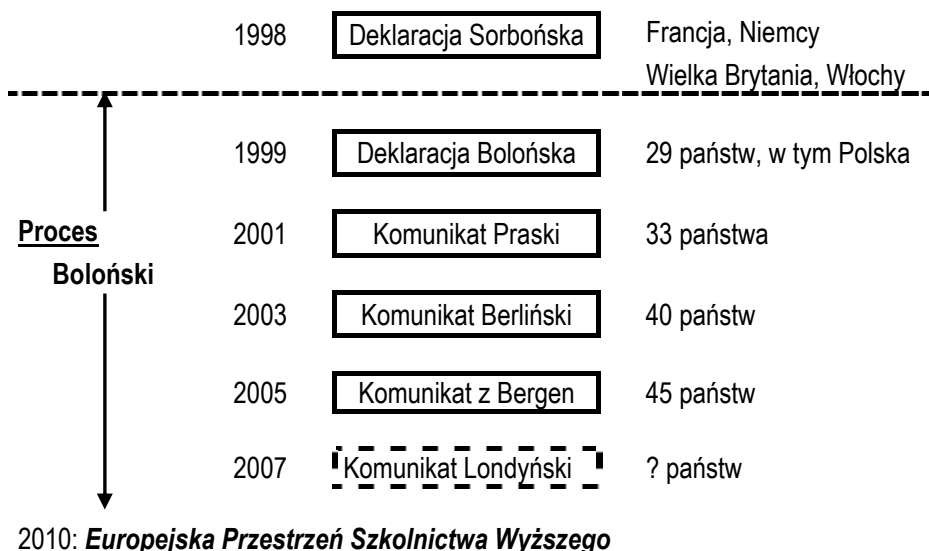 1998 Deklaracja Sorbońska Francja, Niemcy
Wielka Brytania, Włochy
1999 Deklaracja Bolońska 29 państw, w tym Polska
Proces 2001 Komunikat Praski 33 państwa
Boloński
2003 Komunikat Berliński 40 państw
2005 Komunikat z Bergen 45 państw
2007 Komunikat Londyński ? państw
2010: Europejska Przestrzeń Szkolnictwa Wyższego